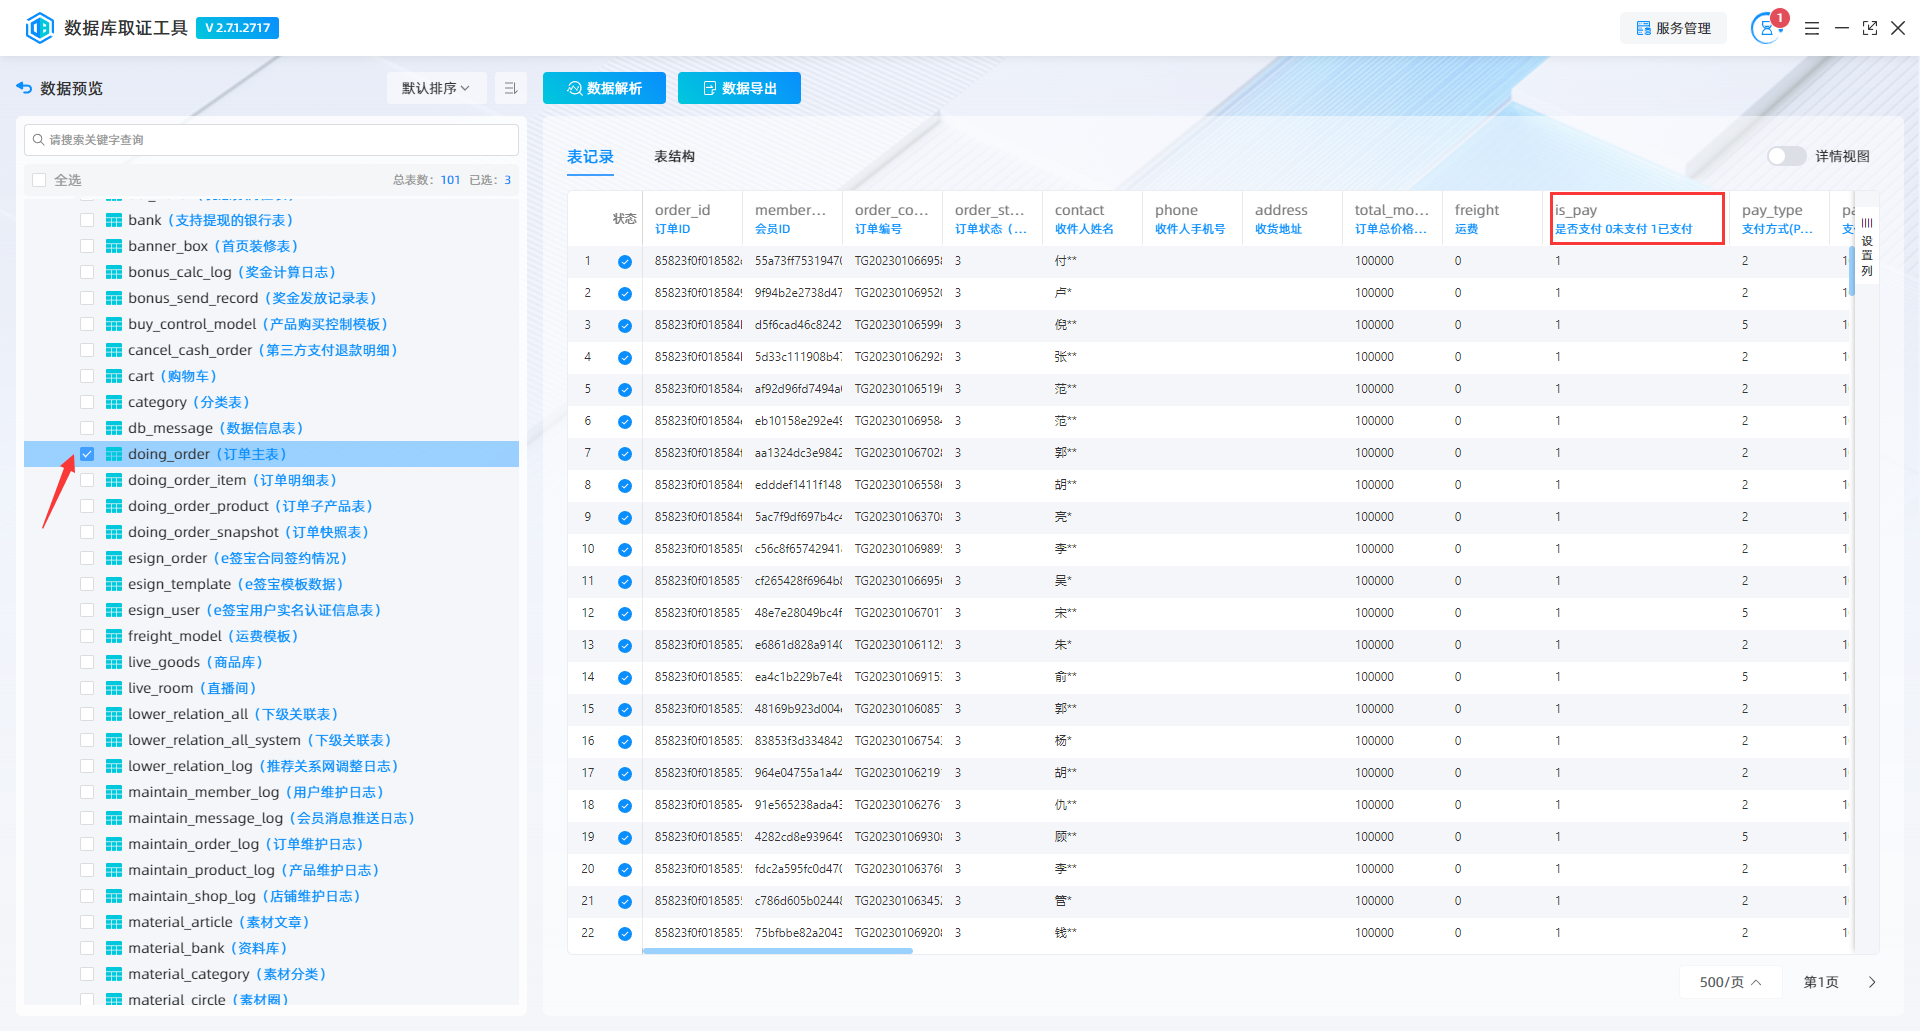 数据库取证工具 V 2.7.1.2717
服务管理 1
数据预览 默认排序 数据解析 数据导出
请搜索关键字查询
全选 总表数: 101 已选: 3
bank（支持提现的银行表）
banner_box（首页装修表）
bonus_calc_log（奖金计算日志）
bonus_send_record（奖金发放记录表）
buy_control_model（产品购买控制模板）
cancel_cash_order（第三方支付退款明细）
cart（购物车）
category（分类表）
db_message（数据信息表）
doing_order（订单主表）
doing_order_item（订单明细表）
doing_order_product（订单子产品表）
doing_order_snapshot（订单快照表）
esign_order（e签宝合同签约情况）
esign_template（e签宝模板数据）
esign_user（e签宝用户实名认证信息表）
freight_model（运费模板）
live_goods（商品库）
live_room（直播间）
lower_relation_all（下级关联表）
lower_relation_all_system（下级关联表）
lower_relation_log（推荐关系网调整日志）
maintain_member_log（用户维护日志）
maintain_message_log（会员消息推送日志）
maintain_order_log（订单维护日志）
maintain_product_log（产品维护日志）
maintain_shop_log（店铺维护日志）
material_article（素材文章）
material_bank（资料库）
material_category（素材分类）
material_circle（素材圈）
表记录 表结构 详情视图
状态 order_id member... order_co... order_st... contact phone address total_mo... freight is_pay pay_type pa
订单ID 会员ID 订单编号 订单状态（... 收件人姓名 收件人手机号 收货地址 订单总价格... 运费 是否支付 0未支付 1已支付 支付方式(P... 支
设置列
1 85823f0f018582 55a73ff7531947 TG20230106695 3 付** 100000 0 1 2 1
2 85823f0f018584 9f94b2e2738d47 TG20230106952 3 卢* 100000 0 1 2 1
3 85823f0f018584 d5f6cad46c8242 TG20230106599 3 倪** 100000 0 1 5 1
4 85823f0f018584 5d33c111908b4 TG20230106292 3 张** 100000 0 1 2 1
5 85823f0f018584 af92d96fd7494a TG20230106519 3 范** 100000 0 1 2 1
6 85823f0f018584 eb10158e292e4 TG20230106958 3 范** 100000 0 1 2 1
7 85823f0f018584 aa1324dc3e9842 TG20230106702 3 郭** 100000 0 1 2 1
8 85823f0f018584 edddef1411f148 TG20230106558 3 胡** 100000 0 1 2 1
9 85823f0f018584 5ac7f9df697b4c TG20230106370 3 亮* 100000 0 1 2 1
10 85823f0f018585 c56c8f65742941 TG20230106989 3 李** 100000 0 1 2 1
11 85823f0f018585 cf265428f6964b TG20230106695 3 吴* 100000 0 1 2 1
12 85823f0f018585 48e7e28049bc4f TG20230106701 3 宋** 100000 0 1 5 1
13 85823f0f018585 e6861d828a914 TG20230106112 3 朱* 100000 0 1 2 1
14 85823f0f018585 ea4c1b229b7e4 TG20230106915 3 俞** 100000 0 1 5 1
15 85823f0f018585 48169b923d004 TG20230106085 3 郭** 100000 0 1 2 1
16 85823f0f018585 83853f3d334842 TG20230106754 3 杨* 100000 0 1 2 1
17 85823f0f018585 964e04755a1a44 TG20230106219 3 胡** 100000 0 1 2 1
18 85823f0f018585 91e565238ada43 TG20230106276 3 仇** 100000 0 1 2 1
19 85823f0f018585 4282cd8e939649 TG20230106930 3 顾** 100000 0 1 5 1
20 85823f0f018585 fdc2a595fc0d47 TG20230106376 3 李** 100000 0 1 2 1
21 85823f0f018585 c786d605b0244 TG20230106345 3 管* 100000 0 1 2 1
22 85823f0f018585 75bfbbe82a2043 TG20230106920 3 钱** 100000 0 1 2 1
500/页 第1页